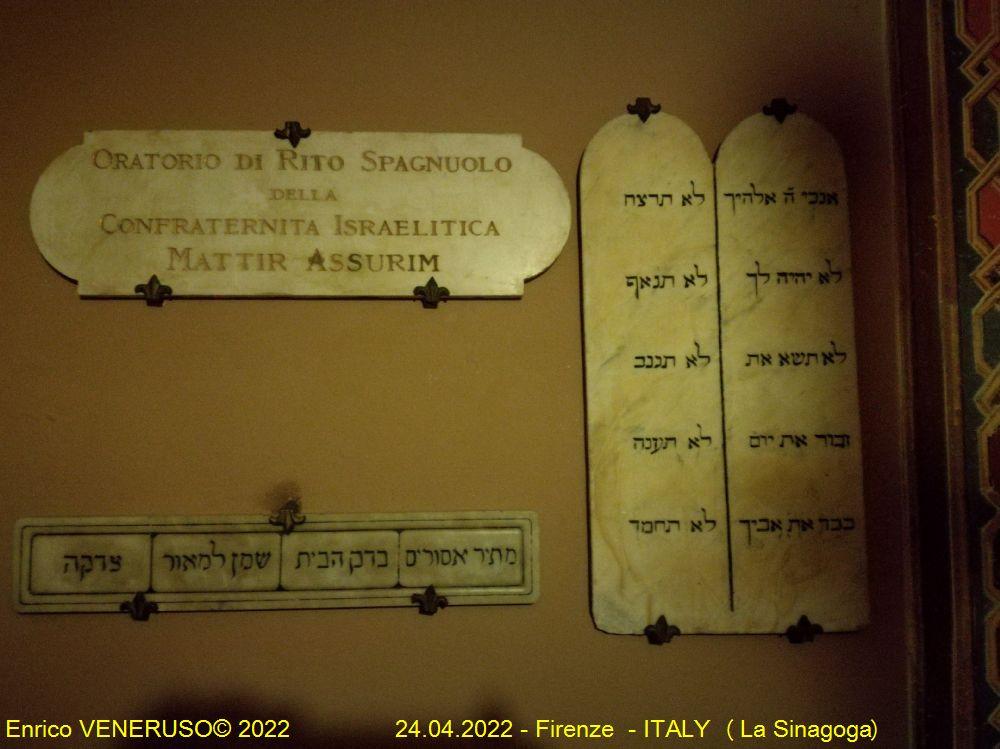 ORATORIO DI RITO SPAGNUOLO
DELLA
CONFRATERNITA ISRAELITICA
MATTIR ASSURIM
אנכי ה׳ אלהיך
לא יהיה לך
לא תשא את
זכור את יום
כבד את אביך
לא תרצח
לא תנאף
לא תגנב
לא תענה
לא תחמד
מתיר אסורים
בדק הבית
שמן למאור
צדקה
Enrico VENERUSO© 2022 24.04.2022 - Firenze - ITALY ( La Sinagoga)